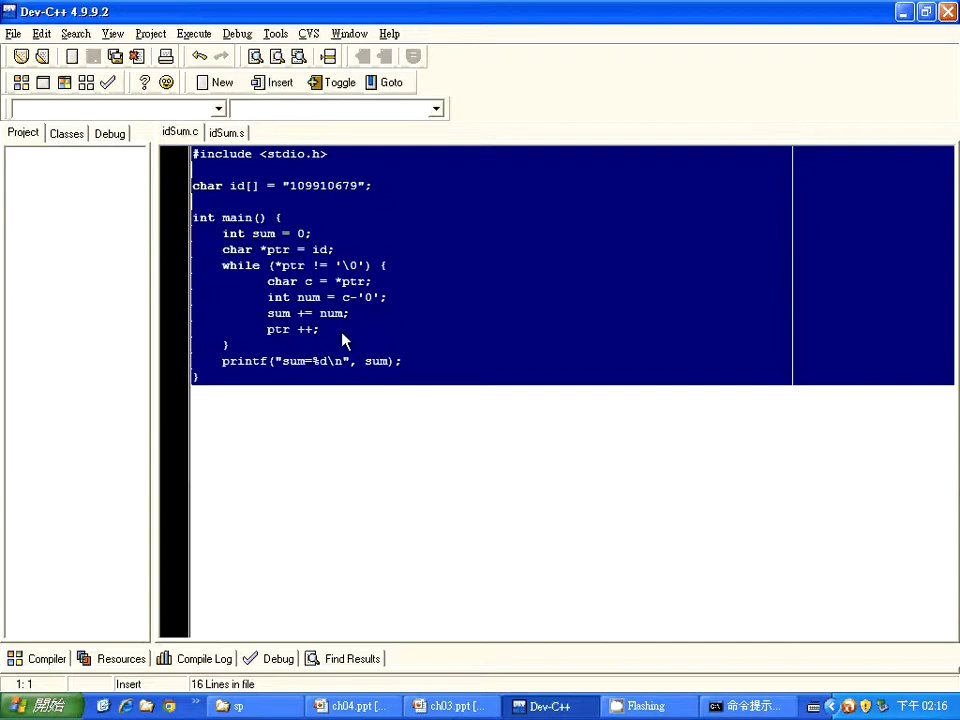 Dev-C++ 4.9.9.2
File Edit Search View Project Execute Debug Tools CVS Window Help
New Insert Toggle Goto
Project Classes Debug idSum.c idSum.s
#include <stdio.h>
char id[] = "109910679";
int main() {
int sum = 0;
char *ptr = id;
while (*ptr != '\0') {
char c = *ptr;
int num = c-'0';
sum += num;
ptr ++;
}
printf("sum=%d\n", sum);
}
Compiler Resources Compile Log Debug Find Results
1: 1 Insert 16 Lines in file
開始 sp ch04.ppt [... ch03.ppt [... Dev-C++ Flashing 命令提示... 下午 02:16